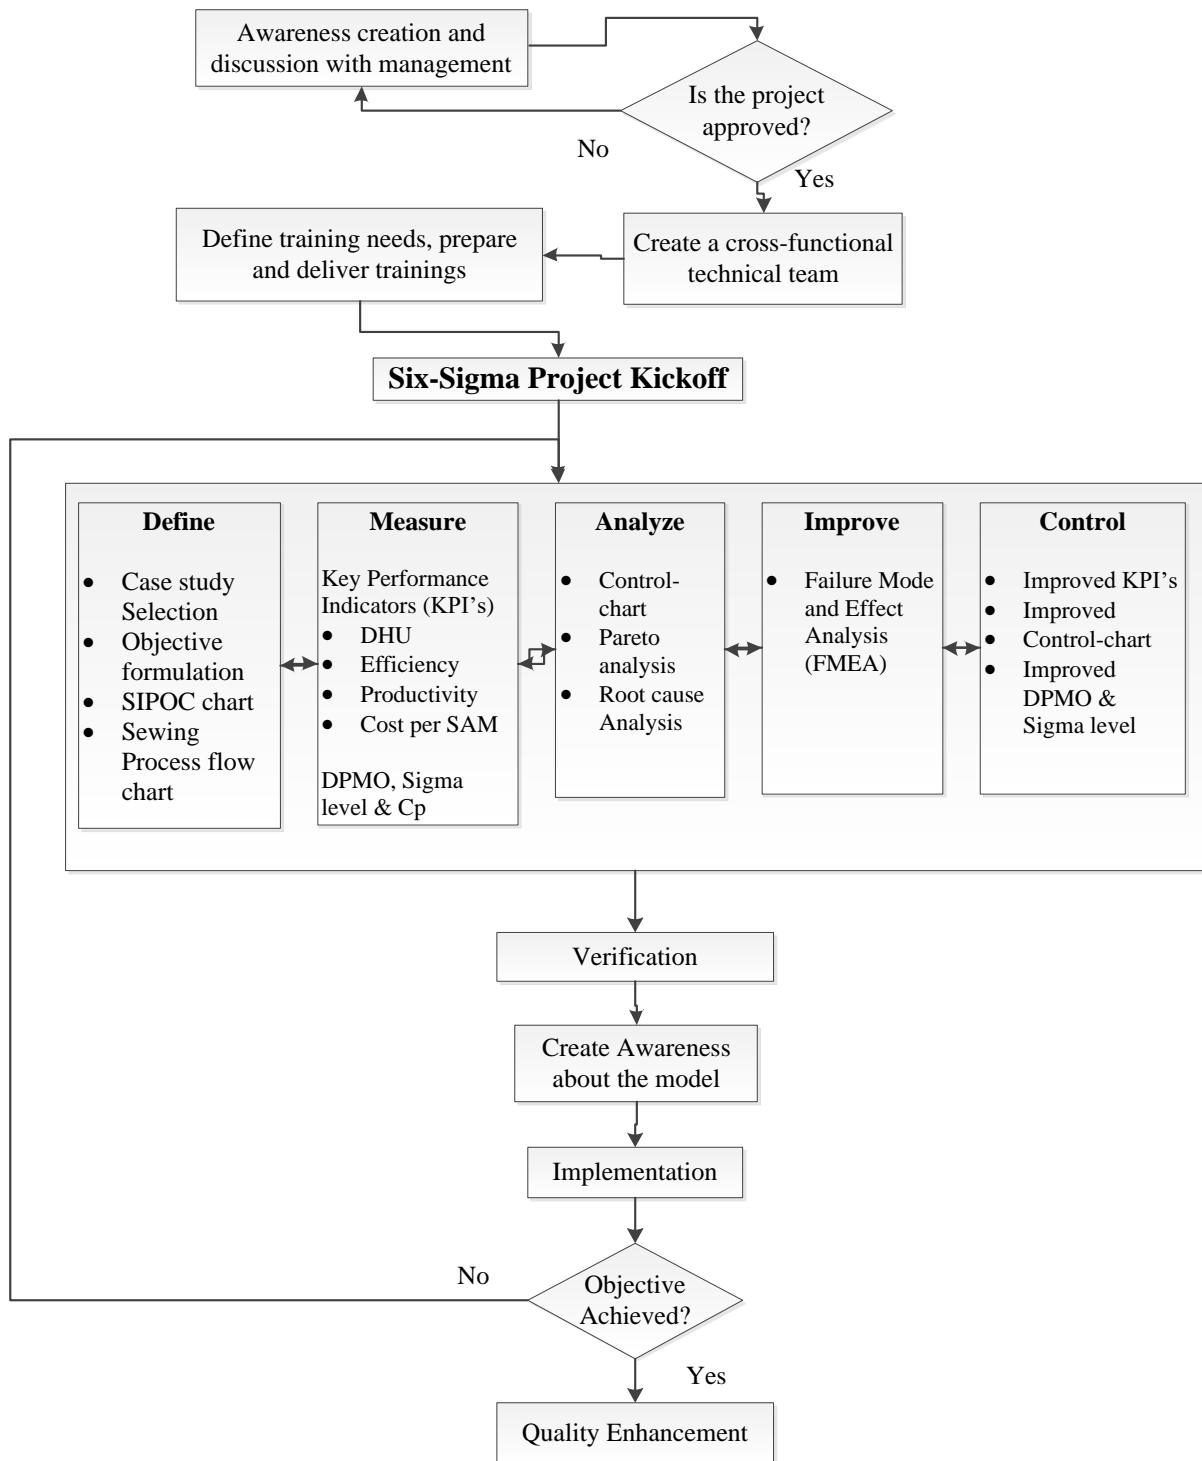 Awareness creation and
discussion with management
Is the project
approved?
No
Yes
Define training needs, prepare
and deliver trainings
Create a cross-functional
technical team
Six-Sigma Project Kickoff
Define
• Case study
Selection
• Objective
formulation
• SIPOC chart
• Sewing
Process flow
chart
Measure
Key Performance
Indicators (KPI’s)
• DHU
• Efficiency
• Productivity
• Cost per SAM
DPMO, Sigma
level & Cp
Analyze
• Control-
chart
• Pareto
analysis
• Root cause
Analysis
Improve
• Failure Mode
and Effect
Analysis
(FMEA)
Control
• Improved KPI’s
• Improved
• Control-chart
• Improved
DPMO &
Sigma level
Verification
Create Awareness
about the model
Implementation
No
Objective
Achieved?
Yes
Quality Enhancement